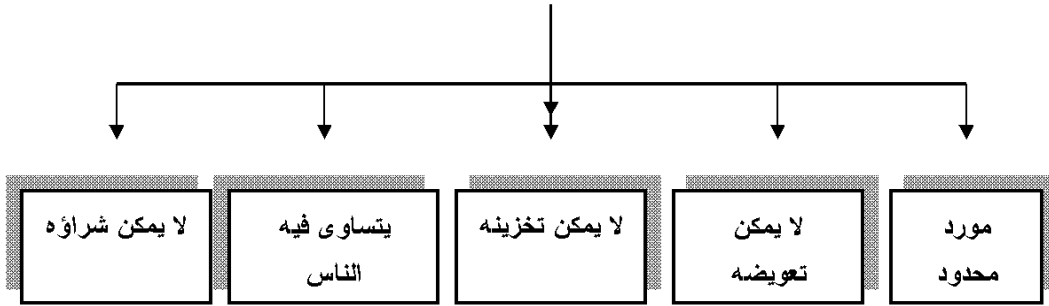 مورد
محدود
لا يمكن
تعويضه
لا يمكن تخزينه
يتساوى فيه
الناس
لا يمكن شراؤه